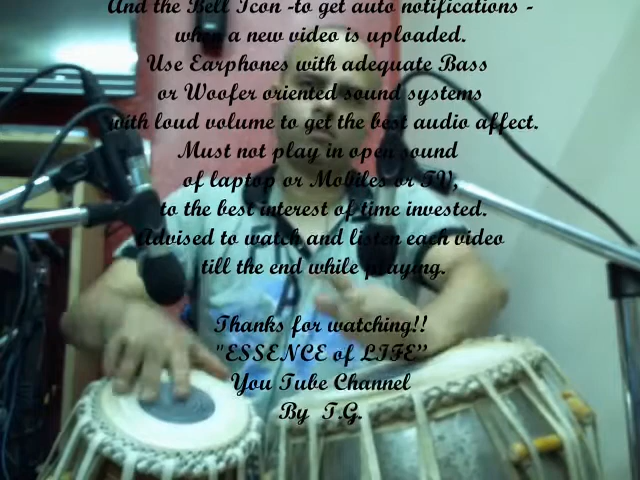 And the Bell Icon -to get auto notifications -
when a new video is uploaded.
Use Earphones with adequate Bass
or Woofer oriented sound systems
with loud volume to get the best audio affect.
Must not play in open sound
of laptop or Mobiles or TV,
to the best interest of time invested.
Advised to watch and listen each video
till the end while playing.
Thanks for watching!!
"ESSENCE of LIFE"
You Tube Channel
By T.G.